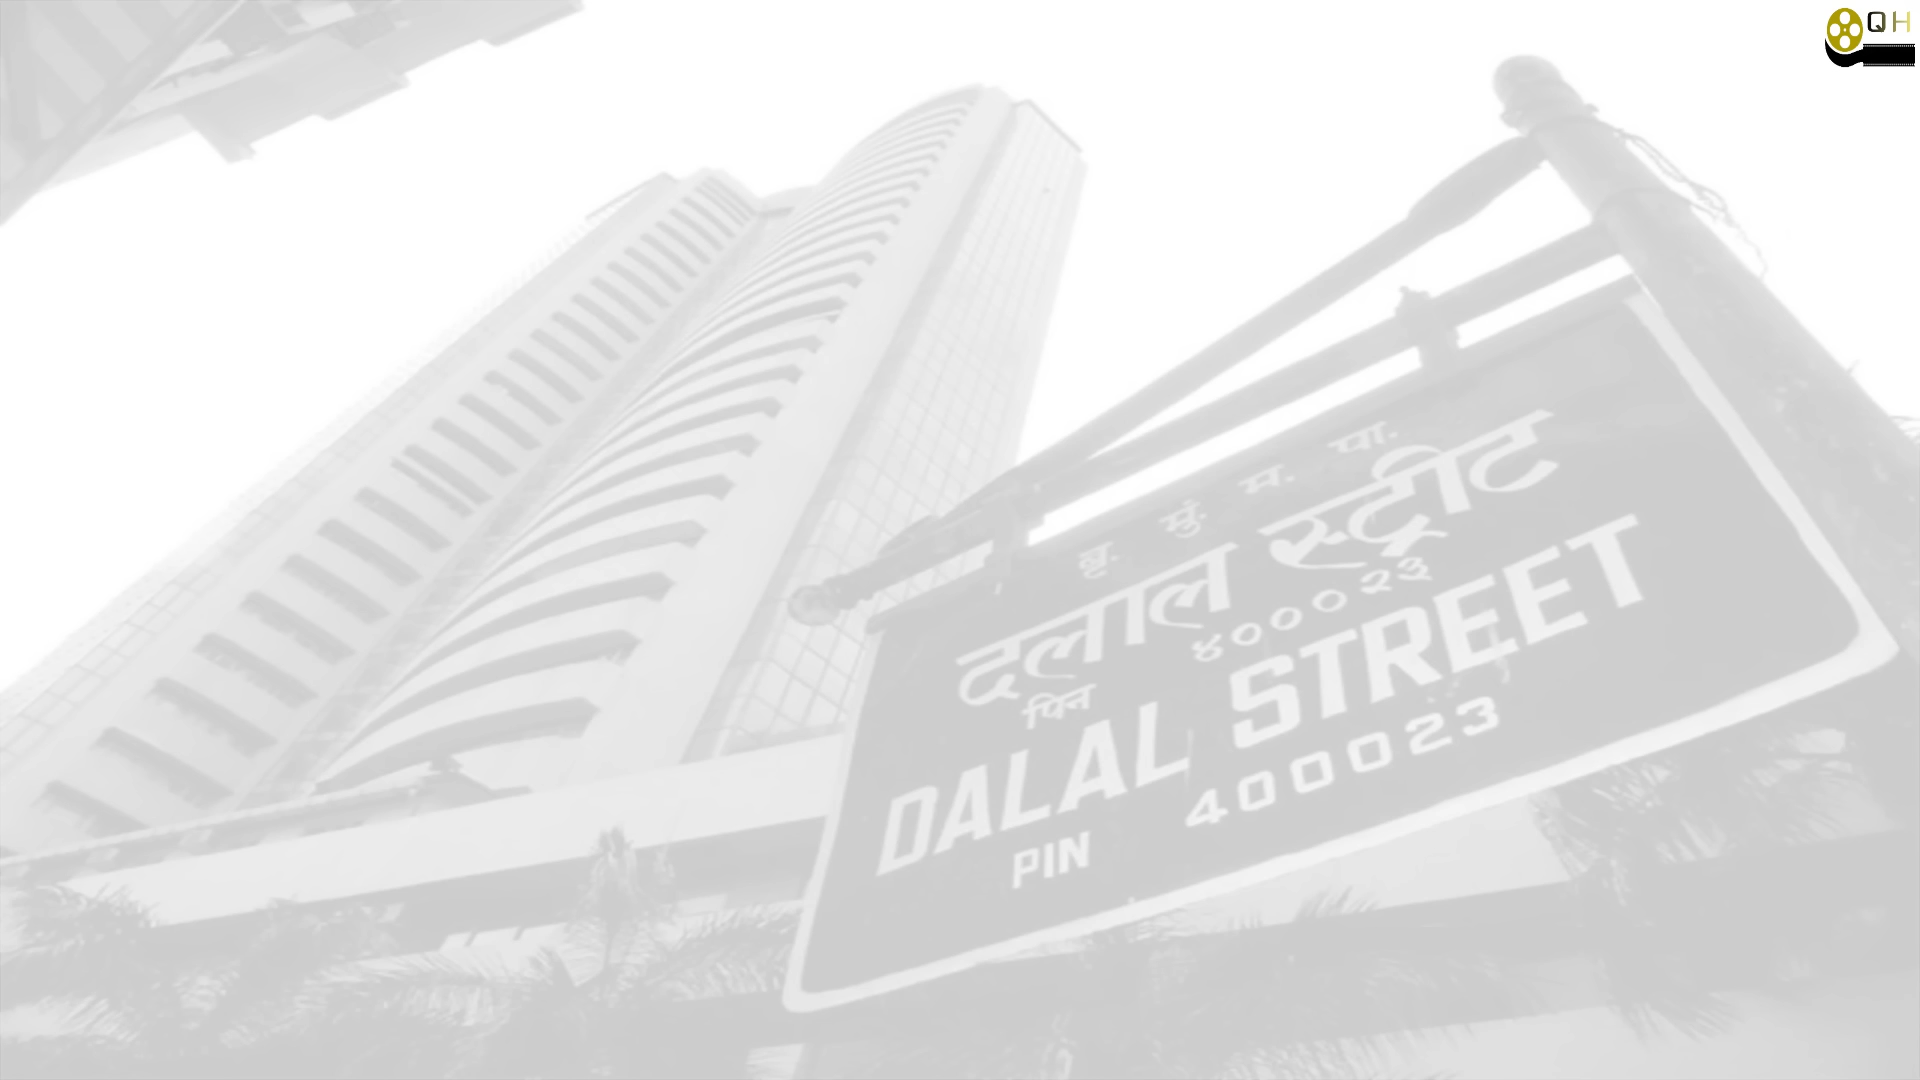 QH
बृ. मुं. म. पा.
दलाल स्ट्रीट
पिन ४०००२३
DALAL STREET
PIN 400023